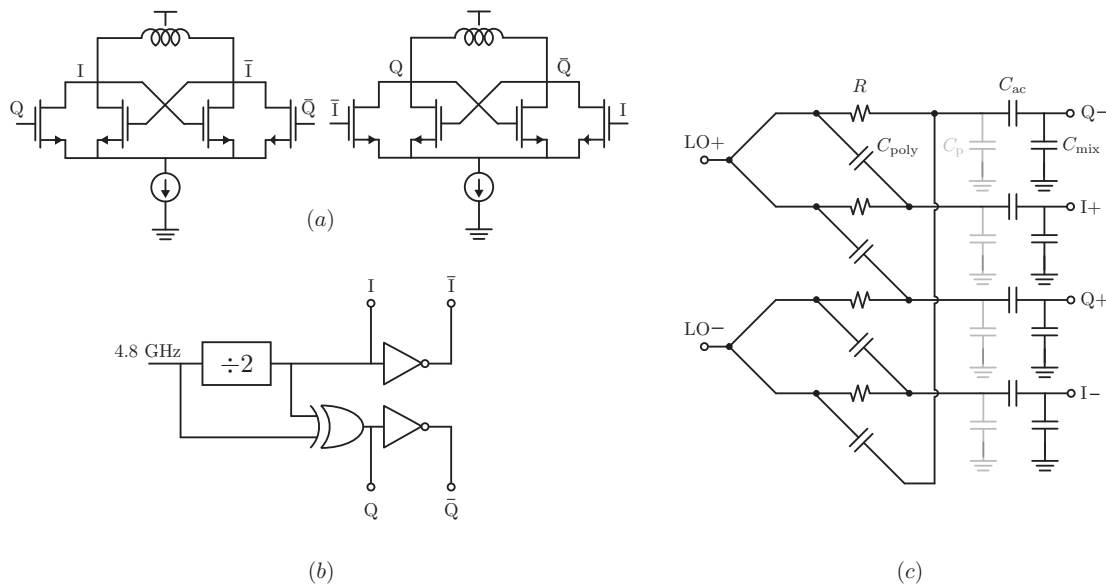 I Ī Q Q̄
Q Q̄ Ī I
(a)
I Ī
4.8 GHz ÷2
Q Q̄
(b)
R C_ac Q−
LO+ C_poly C_p C_mix
I+
LO− Q+
I−
(c)